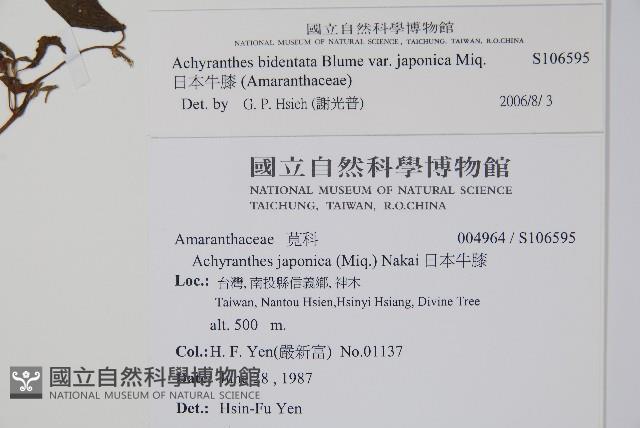 國立自然科學博物館
NATIONAL MUSEUM OF NATURAL SCIENCE, TAICHUNG, TAIWAN, R.O.CHINA
Achyranthes bidentata Blume var. japonica Miq. S106595
日本牛膝 (Amaranthaceae)
Det. by G. P. Hsieh (謝光普) 2006/8/ 3
國立自然科學博物館
NATIONAL MUSEUM OF NATURAL SCIENCE
TAICHUNG, TAIWAN, R.O.CHINA
Amaranthaceae 莧科 004964 / S106595
Achyranthes japonica (Miq.) Nakai 日本牛膝
Loc.: 台灣, 南投縣信義鄉, 神木
Taiwan, Nantou Hsien,Hsinyi Hsiang, Divine Tree
alt. 500 m.
Col.:H. F. Yen(嚴新富) No.01137
Date: June 28 , 1987
國立自然科學博物館
NATIONAL MUSEUM OF NATURAL SCIENCE
Det.: Hsin-Fu Yen